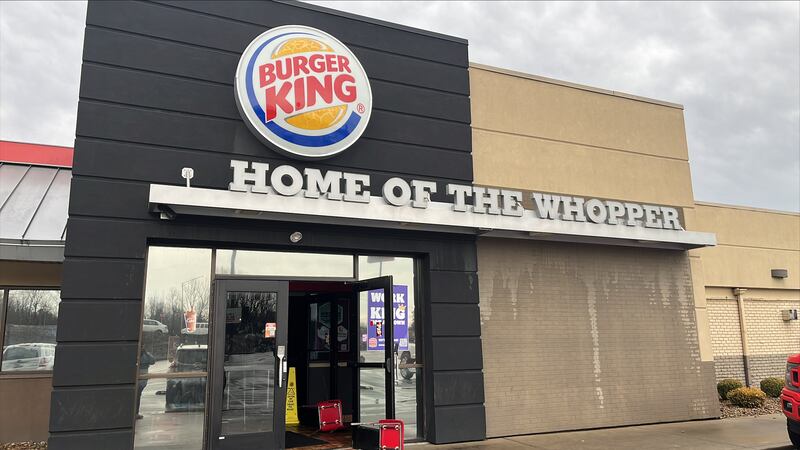 BURGER
KING®
HOME OF THE WHOPPER
WORK
KING